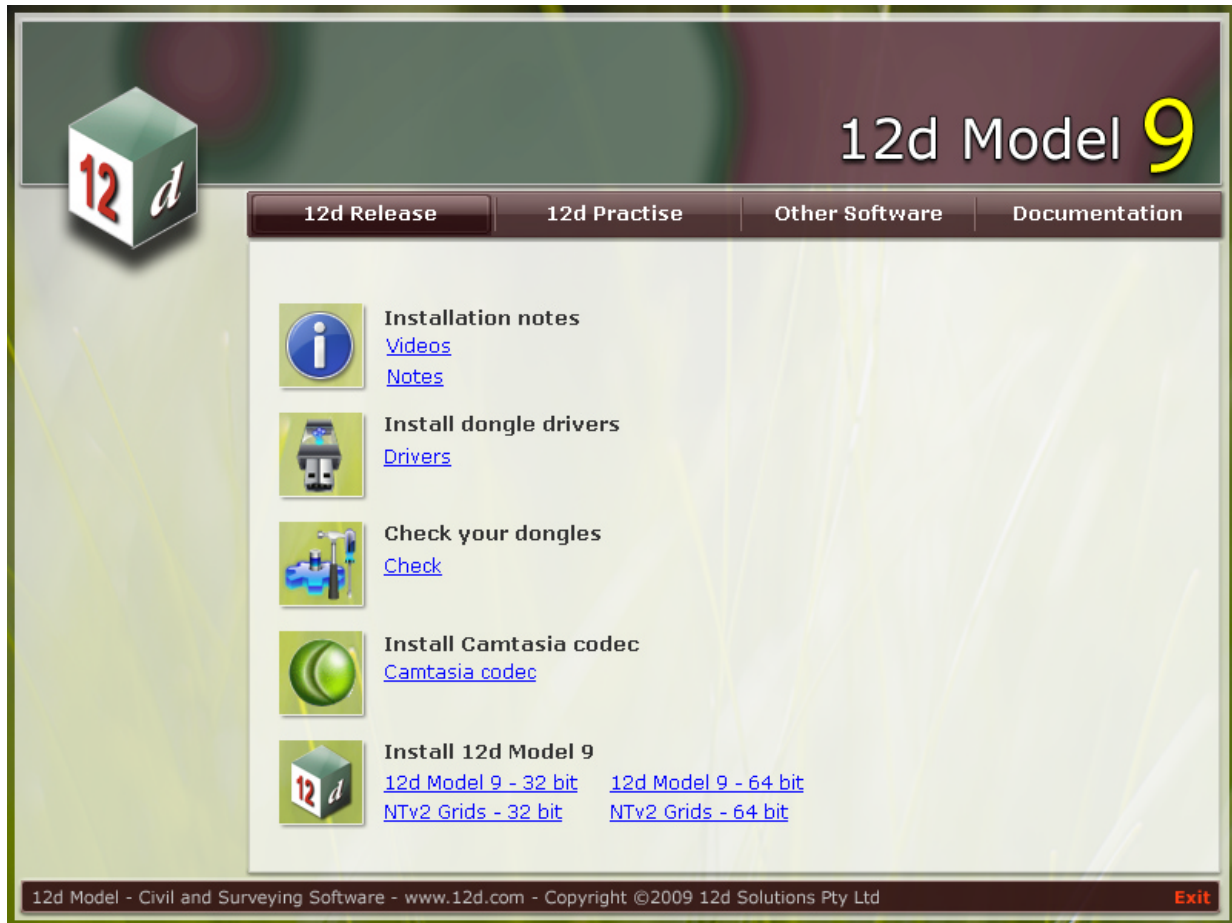 12d Model 9
12 d
12d Release 12d Practise Other Software Documentation
Installation notes
Videos
Notes
Install dongle drivers
Drivers
Check your dongles
Check
Install Camtasia codec
Camtasia codec
Install 12d Model 9
12 d
12d Model 9 - 32 bit 12d Model 9 - 64 bit
NTv2 Grids - 32 bit NTv2 Grids - 64 bit
12d Model - Civil and Surveying Software - www.12d.com - Copyright ©2009 12d Solutions Pty Ltd Exit